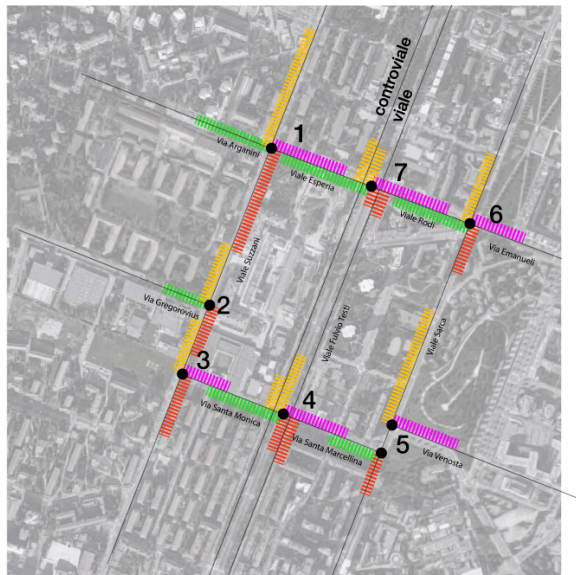 controviale
viale
1
Via Arganini
Viale Esperia
7
Viale Rodi
6
Via Emanueli
Viale Suzzani
2
Via Gregorovius
Viale Fulvio Testi
Viale Sarca
3
4
Via Santa Monica
Via Santa Marcellina
5
Via Venosta